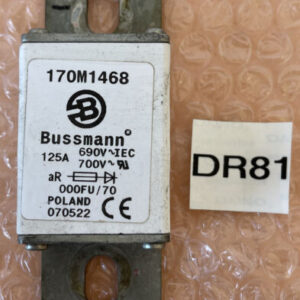 170M1468
B
Bussmann®
125A 690V~IEC
700V~
aR
000FU/70
POLAND
070522 CE
DR81